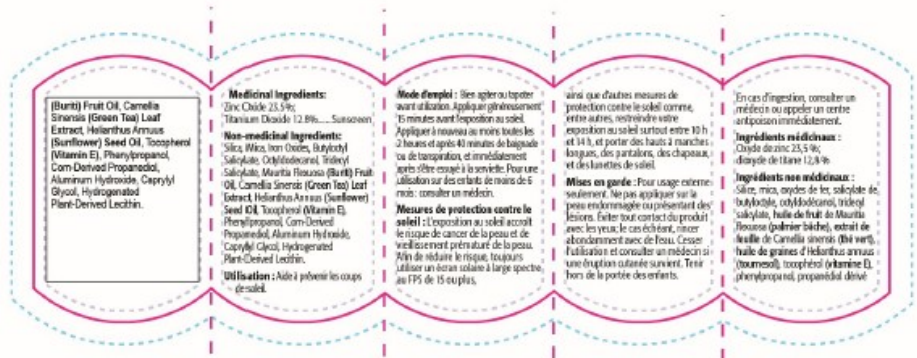 (Buriti) Fruit Oil, Camellia
Sinensis (Green Tea) Leaf
Extract, Helianthus Annuus
(Sunflower) Seed Oil, Tocopherol
(Vitamin E), Phenylpropanol,
Corn-Derived Propanediol,
Aluminum Hydroxide, Caprylyl
Glycol, Hydrogenated
Plant-Derived Lecithin.
Medicinal Ingredients:
Zinc Oxide 23.5%;
Titanium Dioxide 12.8%..... Sunscreen
Non-medicinal Ingredients:
Silica, Mica, Iron Oxides, Butyloctyl
Salicylate, Octyldodecanol, Tridecyl
Salicylate, Mauritia Flexuosa (Buriti) Fruit
Oil, Camellia Sinensis (Green Tea) Leaf
Extract, Helianthus Annuus (Sunflower)
Seed Oil, Tocopherol (Vitamin E),
Phenylpropanol, Corn-Derived
Propanediol, Aluminum Hydroxide,
Caprylyl Glycol, Hydrogenated
Plant-Derived Lecithin.
Utilisation : Aide à prévenir les coups
de soleil.
Mode d'emploi : Bien agiter ou tapoter
avant utilization. Appliquer généreusement
15 minutes avant l'exposition au soleil.
Appliquer à nouveau au moins toutes les
2 heures et après 40 minutes de baignade
ou de transpiration, et immédiatement
après s'être essuyé à la serviette. Pour une
utilisation sur des enfants de moins de 6
mois : consulter un médecin.
Mesures de protection contre le
soleil : L'exposition au soleil accroît
le risque de cancer de la peau et de
vieillissement prématuré de la peau.
Afin de réduire le risque, toujours
utiliser un écran solaire à large spectre,
au FPS de 15 ou plus,
ainsi que d'autres mesures de
protection contre le soleil comme,
entre autres, restreindre votre
exposition au soleil surtout entre 10 h
et 14 h, et porter des hauts à manches
longues, des pantalons, des chapeaux,
et des lunettes de soleil.
Mises en garde : Pour usage externe
seulement. Ne pas appliquer sur la
peau endommagée ou présentant des
lésions. Éviter tout contact du produit
avec les yeux; le cas échéant, rincer
abondamment avec de l'eau. Cesser
l'utilisation et consulter un médecin si
une éruption cutanée survient. Tenir
hors de la portée des enfants.
En cas d'ingestion, consulter un
médecin ou appeler un centre
antipoison immédiatement.
Ingrédients médicinaux :
Oxyde de zinc 23,5 %;
dioxyde de titane 12,8 %
Ingrédients non médicinaux :
Silice, mica, oxydes de fer, salicylate de
butyloctyle, octyldodécanol, tridecyl
salicylate, huile de fruit de Mauritia
flexuosa (palmier bâche), extrait de
feuille de Camellia sinensis (thé vert),
huile de graines d'Helianthus annuus
(tournesol), tocophérol (vitamine E),
phenylpropanol, propanédiol dérivé